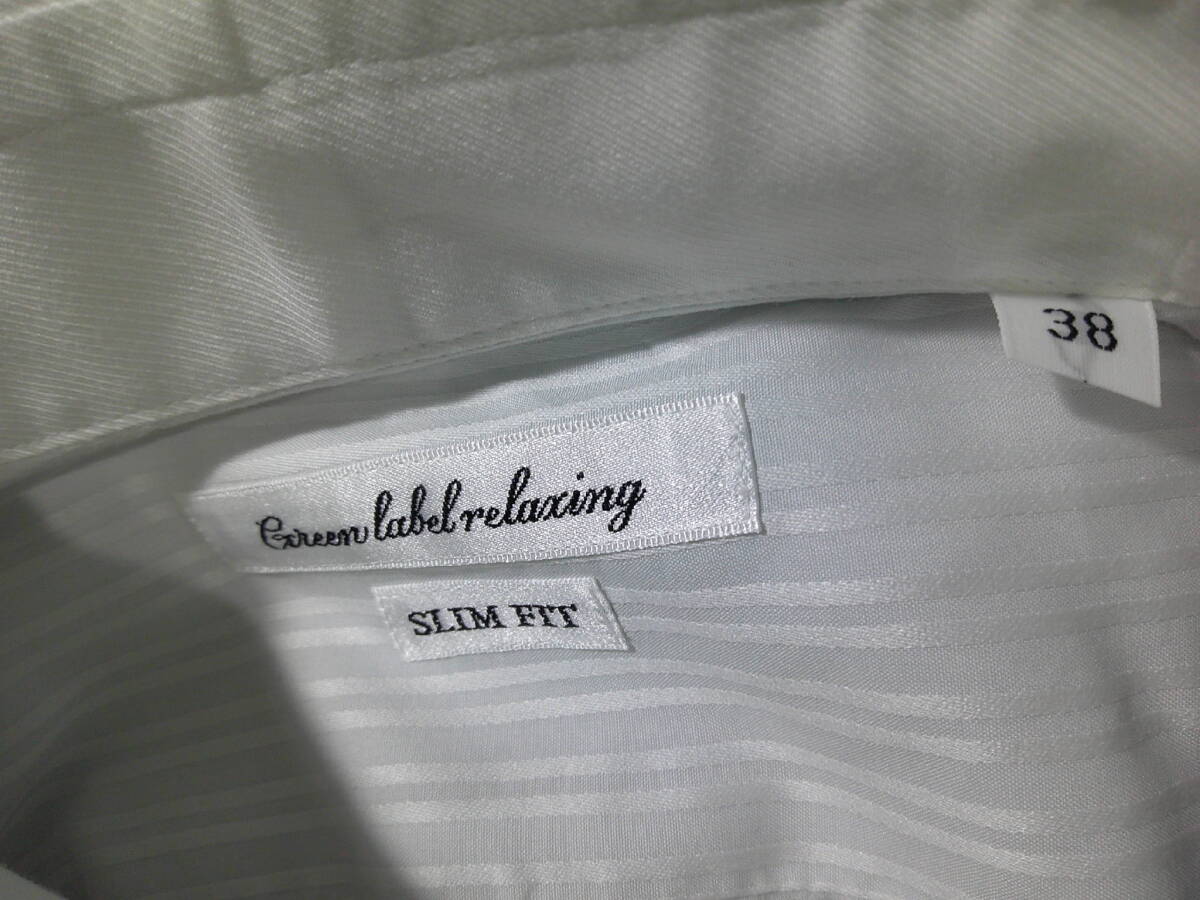 38
Green label relaxing
SLIM FIT